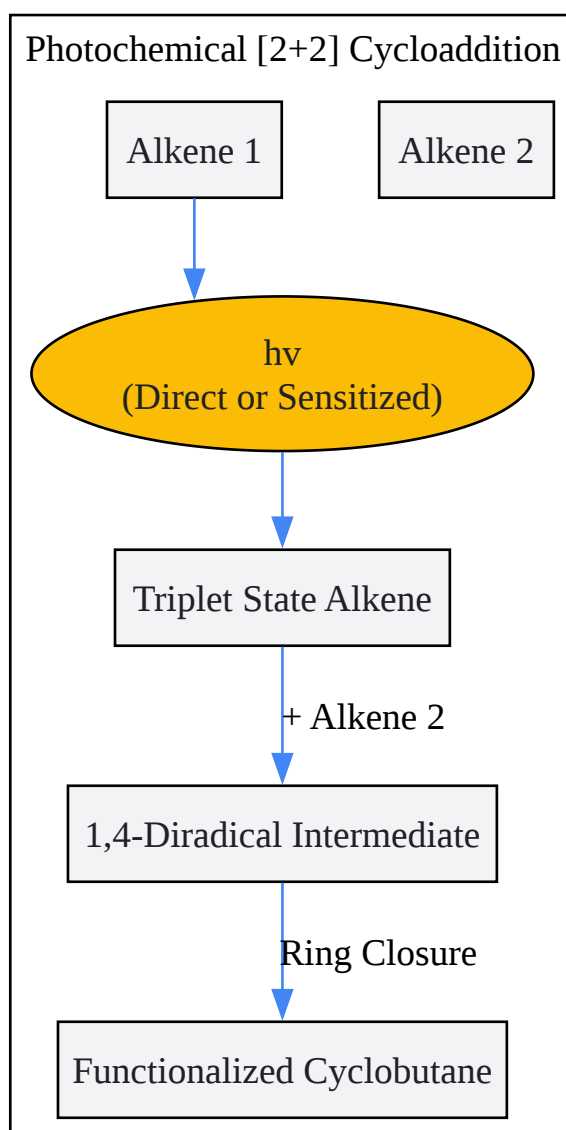 Photochemical [2+2] Cycloaddition
Alkene 1
Alkene 2
hv
(Direct or Sensitized)
Triplet State Alkene
+ Alkene 2
1,4-Diradical Intermediate
Ring Closure
Functionalized Cyclobutane